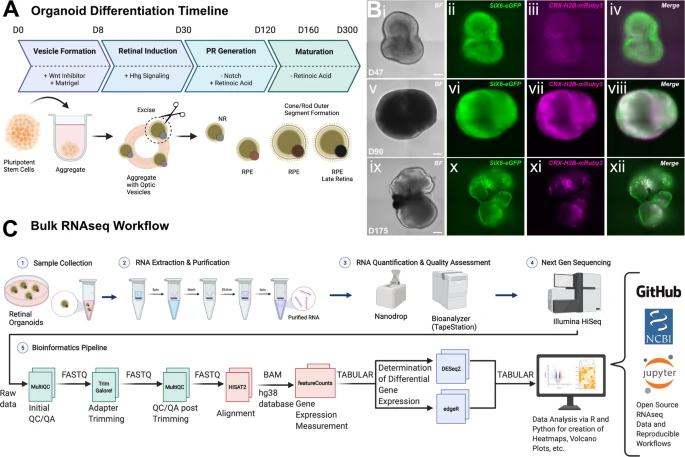 A
Organoid Differentiation Timeline
D0 D8 D30 D120 D160 D300
Vesicle Formation
+ Wnt Inhibitor
+ Matrigel
Retinal Induction
+ Hhg Signaling
PR Generation
- Notch
+ Retinoic Acid
Maturation
- Retinoic Acid
Pluripotent
Stem Cells
Aggregate
Excise
Aggregate
with Optic
Vesicles
NR
RPE
Cone/Rod Outer
Segment Formation
RPE
RPE
Late Retina
B
i BF
D47
ii SIX6-eGFP
iii CRX-H2B-mRuby3
iv Merge
v BF
D90
vi SIX6-eGFP
vii CRX-H2B-mRuby3
viii Merge
ix BF
D175
x SIX6-eGFP
xi CRX-H2B-mRuby3
xii Merge
C
Bulk RNAseq Workflow
1 Sample Collection
Retinal
Organoids
2 RNA Extraction & Purification
Spin Wash Elution Spin
Purified RNA
3 RNA Quantification & Quality Assessment
Nanodrop
Bioanalyzer
(TapeStation)
4 Next Gen Sequencing
Illumina HiSeq
5 Bioinformatics Pipeline
Raw
data
MultiQC
Initial
QC/QA
FASTQ
Trim
Galore!
Adapter
Trimming
FASTQ
MultiQC
QC/QA post
Trimming
FASTQ
HISAT2
Alignment
BAM
hg38
database
featureCounts
Gene
Expression
Measurement
TABULAR
Determination of
Differential
Gene
Expression
DESeq2
edgeR
TABULAR
Data Analysis via R and
Python for creation of
Heatmaps, Volcano
Plots, etc.
GitHub
NCBI
jupyter
Open Source
RNAseq
Data and
Reproducible
Workflows